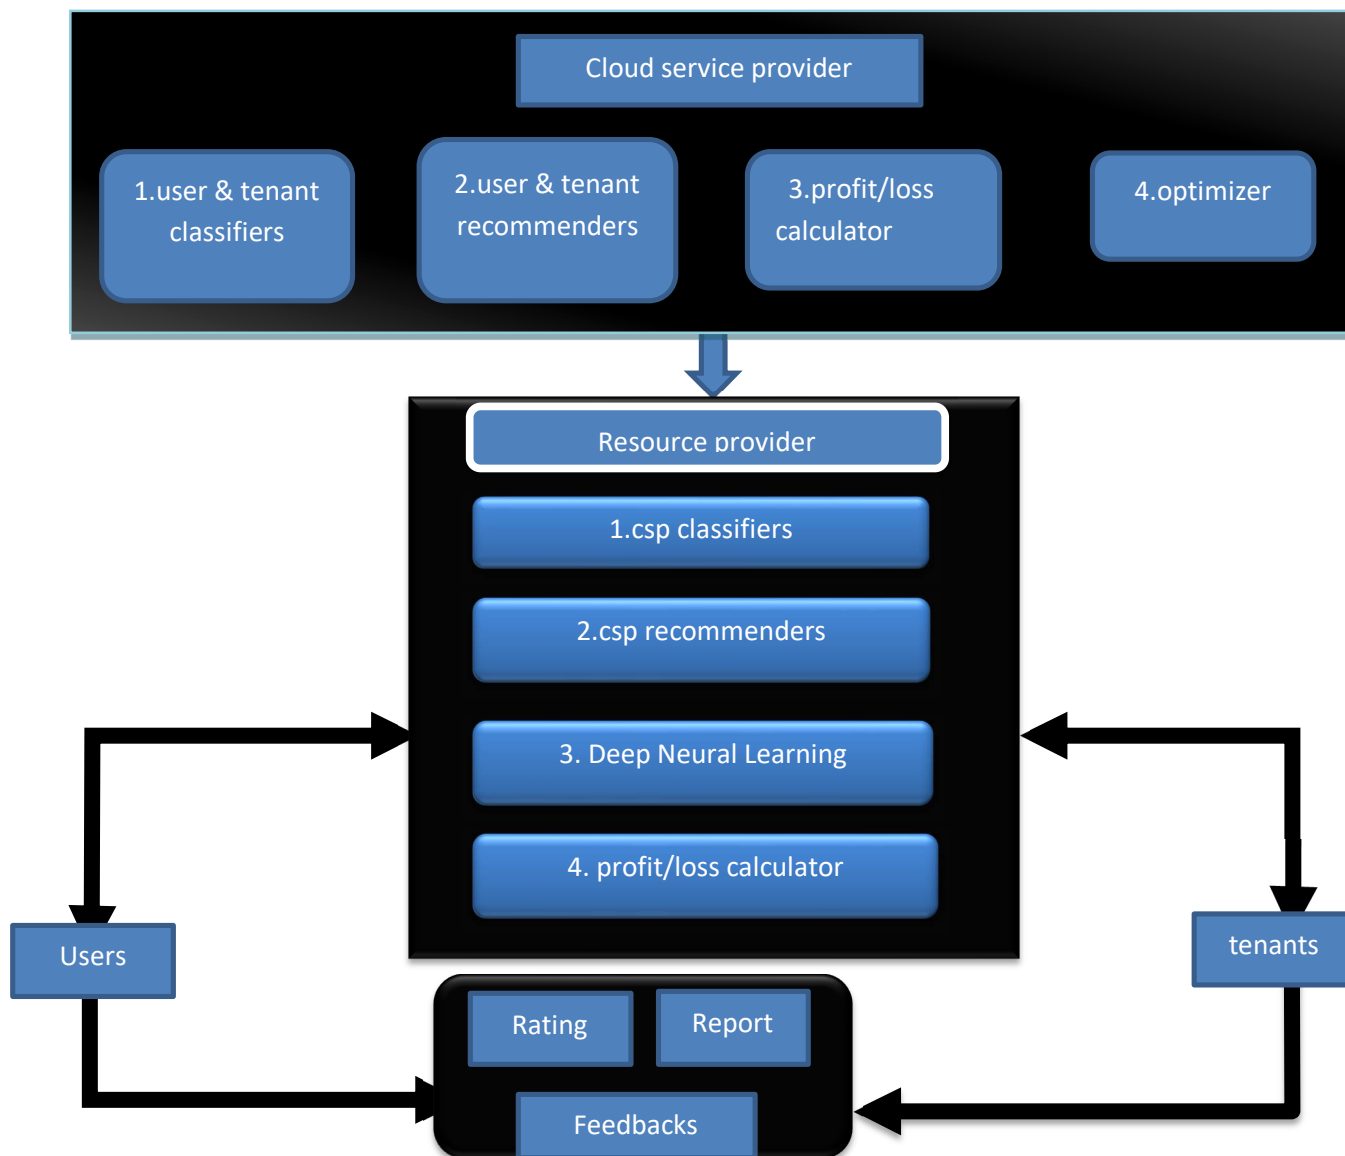 Cloud service provider
1.user & tenant
classifiers
2.user & tenant
recommenders
3.profit/loss
calculator
4.optimizer
Resource provider
1.csp classifiers
2.csp recommenders
3. Deep Neural Learning
4. profit/loss calculator
Users
tenants
Rating
Report
Feedbacks